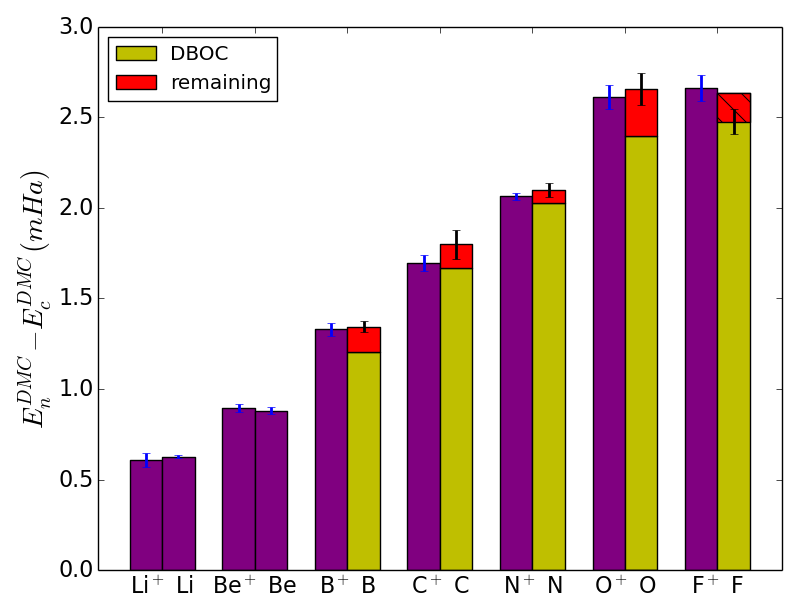 3.0
2.5
2.0
1.5
1.0
0.5
0.0
E_n^{DMC} − E_c^{DMC} (mHa)
DBOC
remaining
Li⁺ Li Be⁺ Be B⁺ B C⁺ C N⁺ N O⁺ O F⁺ F